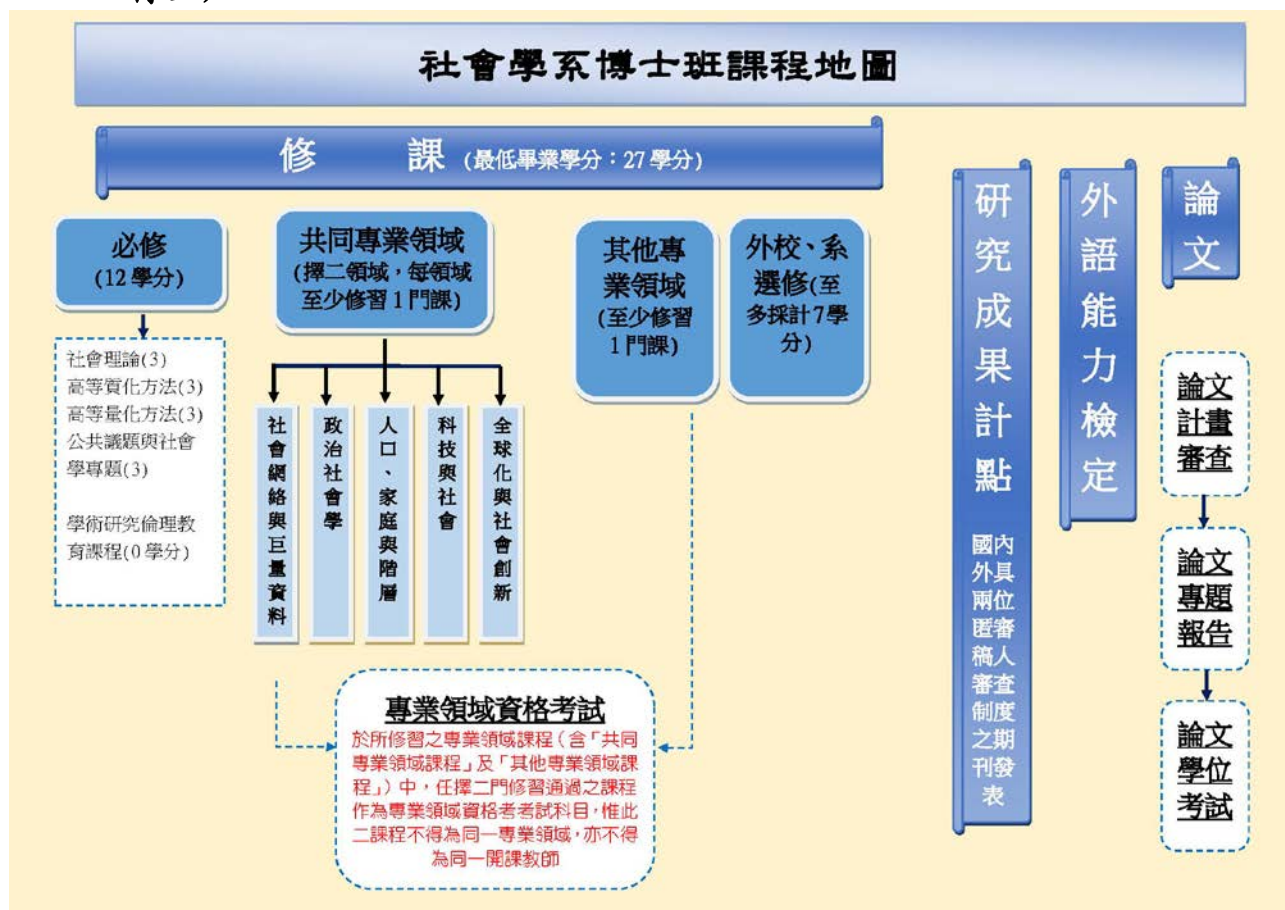 社會學系博士班課程地圖
修 課 (最低畢業學分：27 學分)
必修
(12 學分)
社會理論(3)
高等質化方法(3)
高等量化方法(3)
公共議題與社會
學專題(3)
學術研究倫理教
育課程(0 學分)
共同專業領域
(擇二領域，每領域
至少修習 1 門課)
社會網絡與巨量資料
政治社會學
人口、家庭與階層
科技與社會
全球化與社會創新
其他專
業領域
(至少修習
1 門課)
外校、系
選修(至
多採計 7 學
分)
專業領域資格考試
於所修習之專業領域課程（含「共同
專業領域課程」及「其他專業領域課
程」）中，任擇二門修習通過之課程
作為專業領域資格考考試科目，惟此
二課程不得為同一專業領域，亦不得
為同一開課教師
研究成果計點
國內
外具
兩位
匿審
稿人
審查
制度
之期
刊發
表
外語能力檢定
論文
論文
計畫
審查
論文
專題
報告
論文
學位
考試